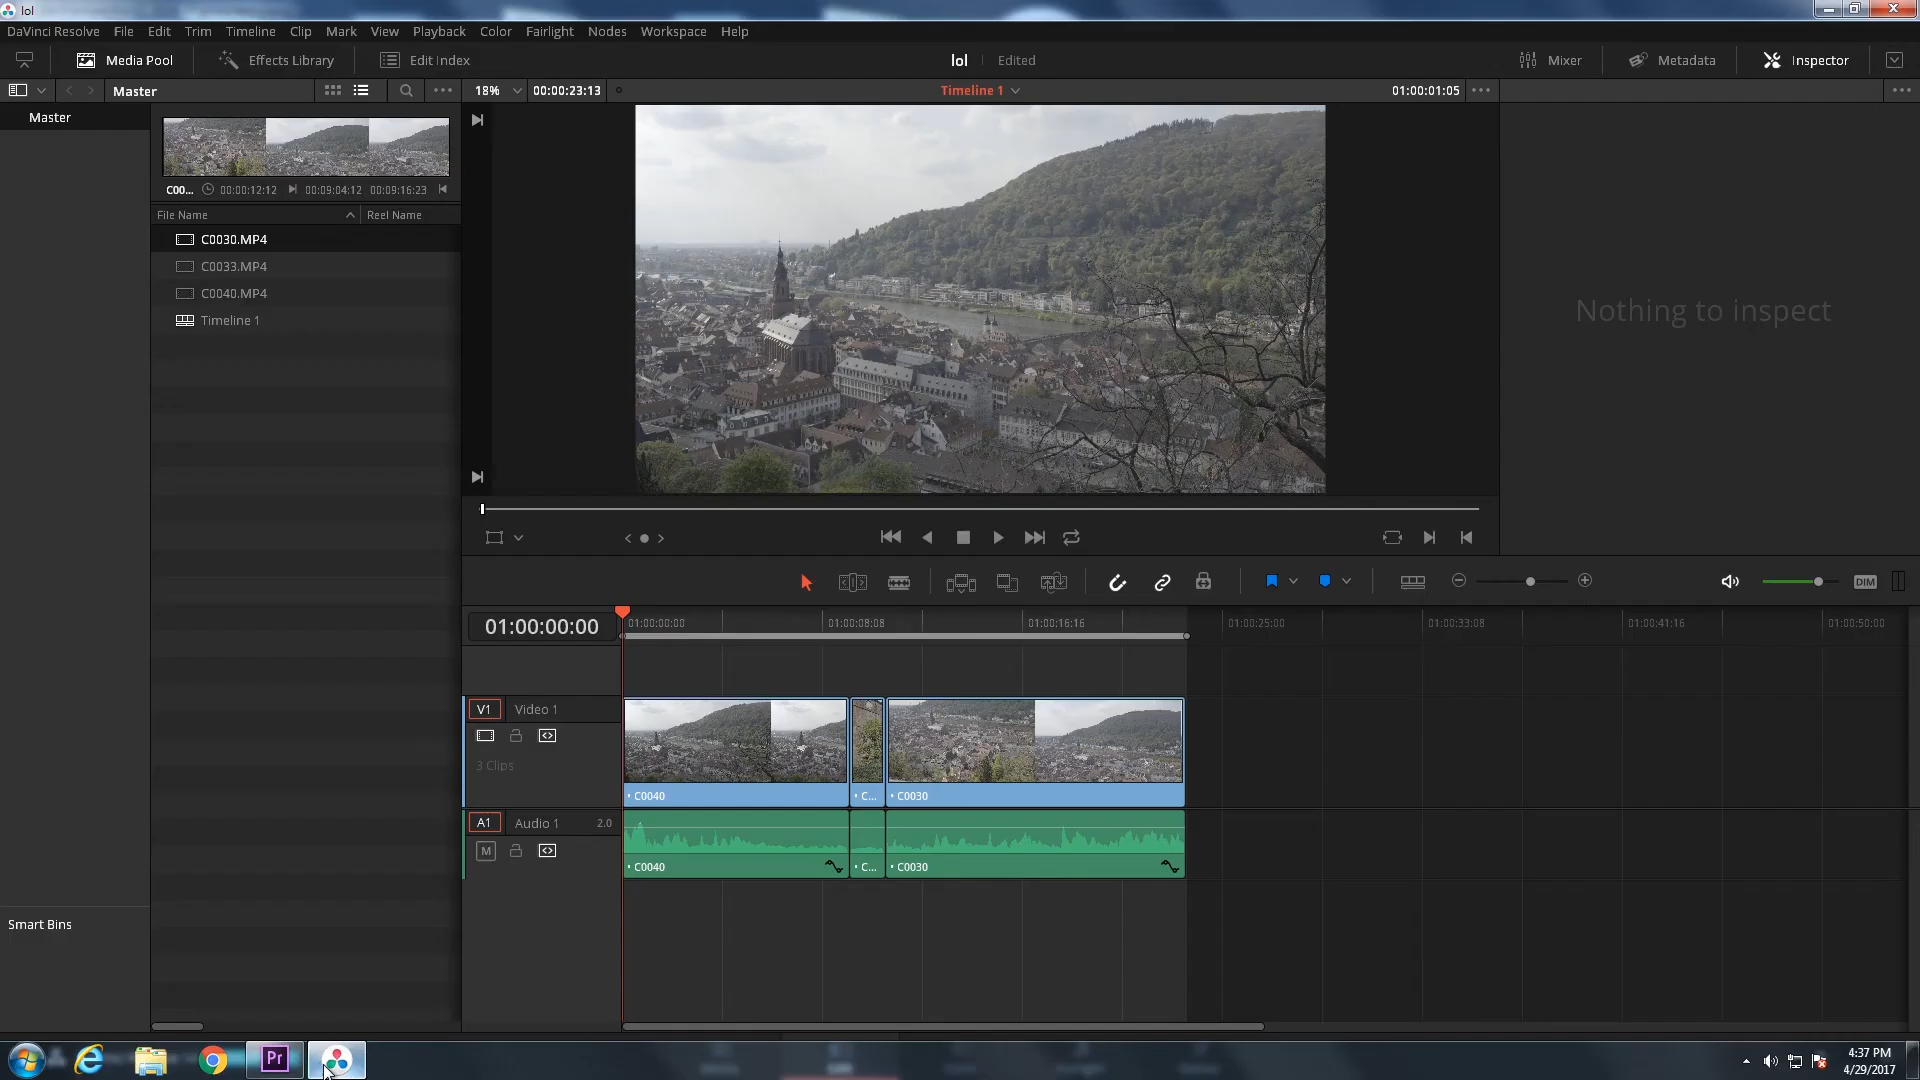 lol
DaVinci Resolve File Edit Trim Timeline Clip Mark View Playback Color Fairlight Nodes Workspace Help
Media Pool Effects Library Edit Index lol Edited Mixer Metadata Inspector
Master 18% 00:00:23:13 Timeline 1 01:00:01:05
Master
C00... 00:00:12:12 00:09:04:12 00:09:16:23
File Name Reel Name
C0030.MP4
C0033.MP4
C0040.MP4
Timeline 1
Nothing to inspect
DIM
01:00:00:00 01:00:00:00 01:00:08:08 01:00:16:16 01:00:25:00 01:00:33:08 01:00:41:16 01:00:50:00
V1 Video 1
3 Clips
C0040 C... C0030
A1 Audio 1 2.0
M
C0040 C... C0030
Smart Bins
Pr
4:37 PM
4/29/2017